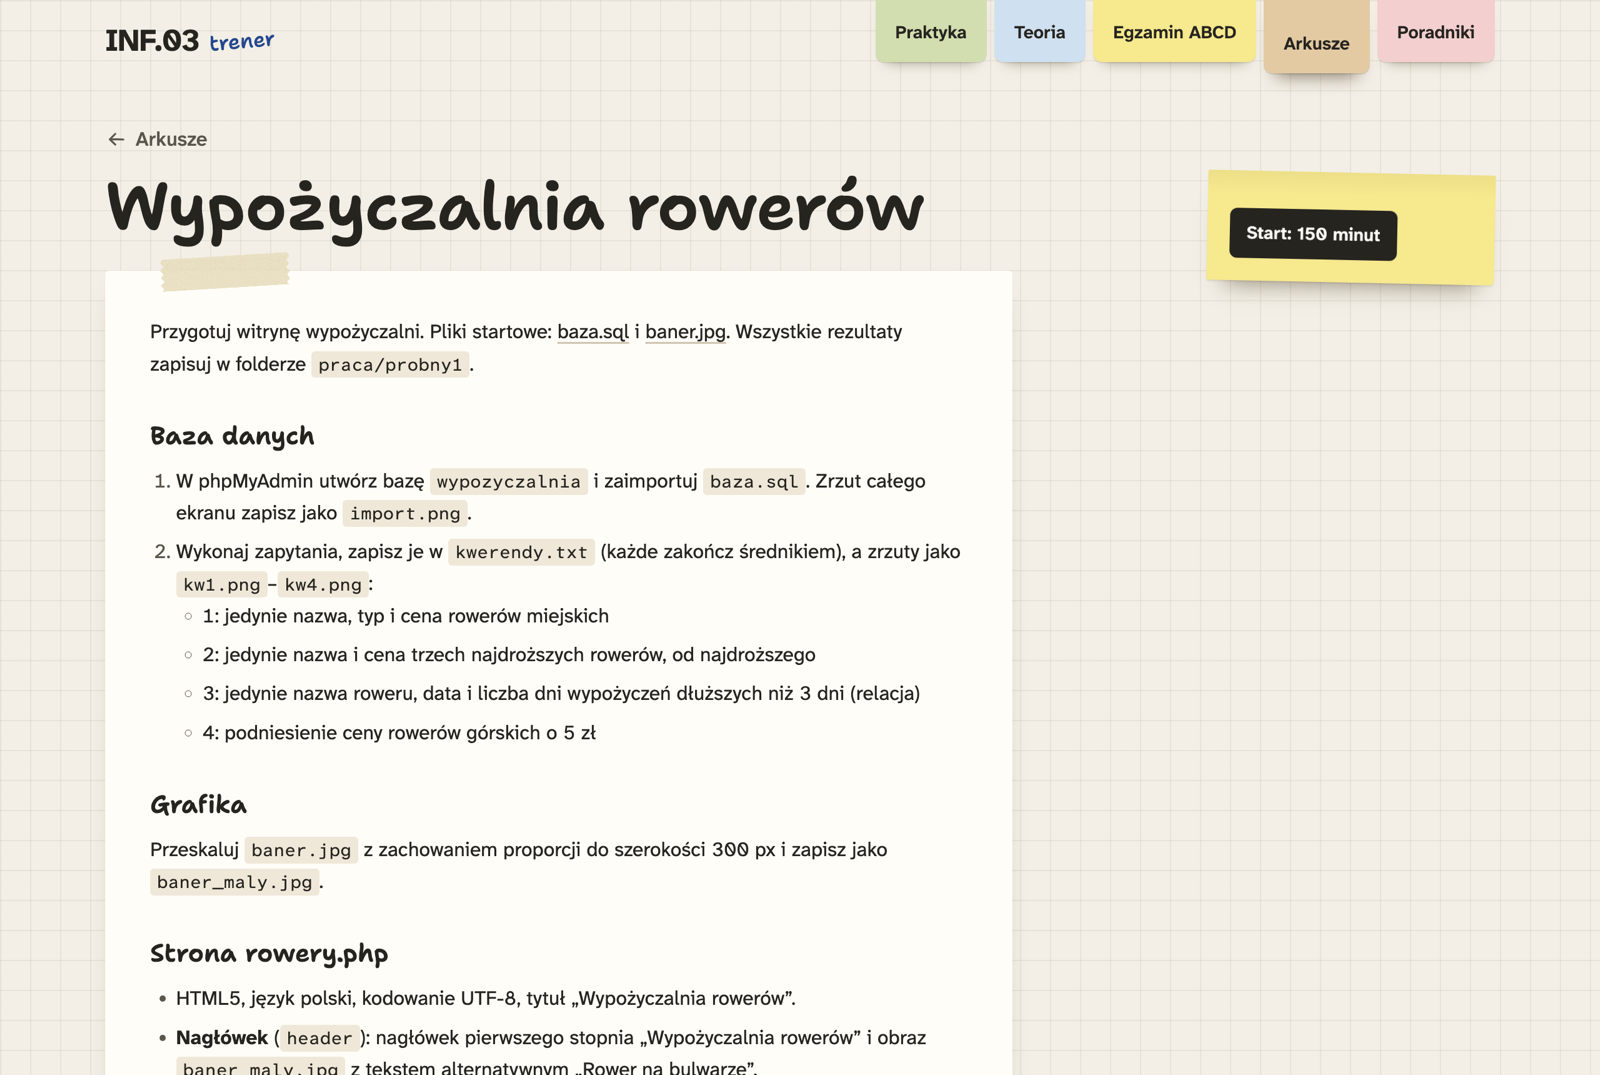 INF.03 trener
Praktyka
Teoria
Egzamin ABCD
Arkusze
Poradniki
← Arkusze
Wypożyczalnia rowerów
Start: 150 minut
Przygotuj witrynę wypożyczalni. Pliki startowe: baza.sql i baner.jpg. Wszystkie rezultaty
zapisuj w folderze praca/probny1.
Baza danych
1. W phpMyAdmin utwórz bazę wypozyczalnia i zaimportuj baza.sql. Zrzut całego
ekranu zapisz jako import.png.
2. Wykonaj zapytania, zapisz je w kwerendy.txt (każde zakończ średnikiem), a zrzuty jako
kw1.png–kw4.png:
◦ 1: jedynie nazwa, typ i cena rowerów miejskich
◦ 2: jedynie nazwa i cena trzech najdroższych rowerów, od najdroższego
◦ 3: jedynie nazwa roweru, data i liczba dni wypożyczeń dłuższych niż 3 dni (relacja)
◦ 4: podniesienie ceny rowerów górskich o 5 zł
Grafika
Przeskaluj baner.jpg z zachowaniem proporcji do szerokości 300 px i zapisz jako
baner_maly.jpg.
Strona rowery.php
• HTML5, język polski, kodowanie UTF-8, tytuł „Wypożyczalnia rowerów”.
• Nagłówek (header): nagłówek pierwszego stopnia „Wypożyczalnia rowerów” i obraz
baner_maly.jpg z tekstem alternatywnym „Rower na bulwarze”.